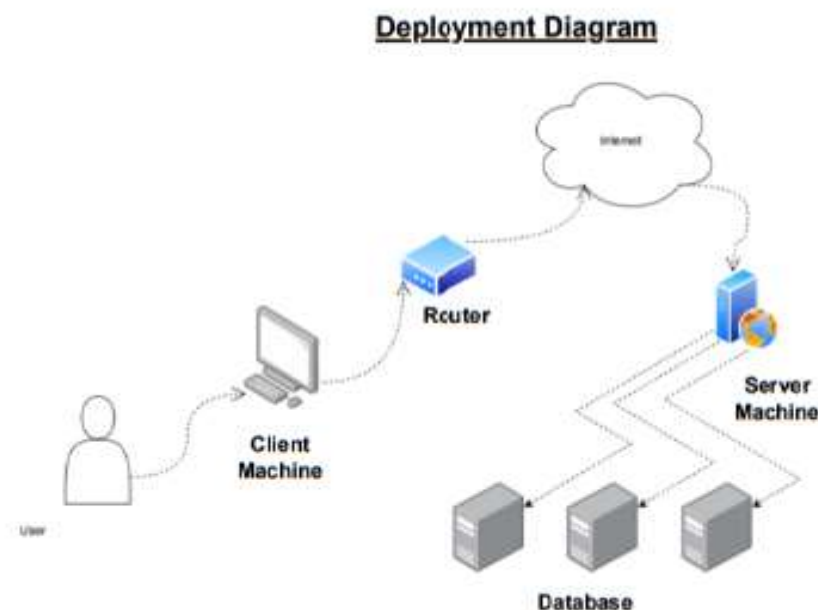 Deployment Diagram
Internet
Router
Server
Machine
Client
Machine
User
Database